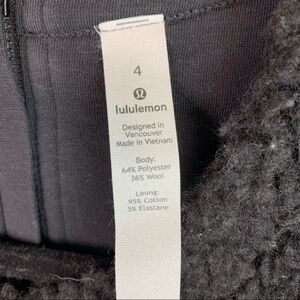 4
lululemon
Designed in
Vancouver
Made in Vietnam
Body:
64% Polyester
36% Wool
Lining:
95% Cotton
5% Elastane